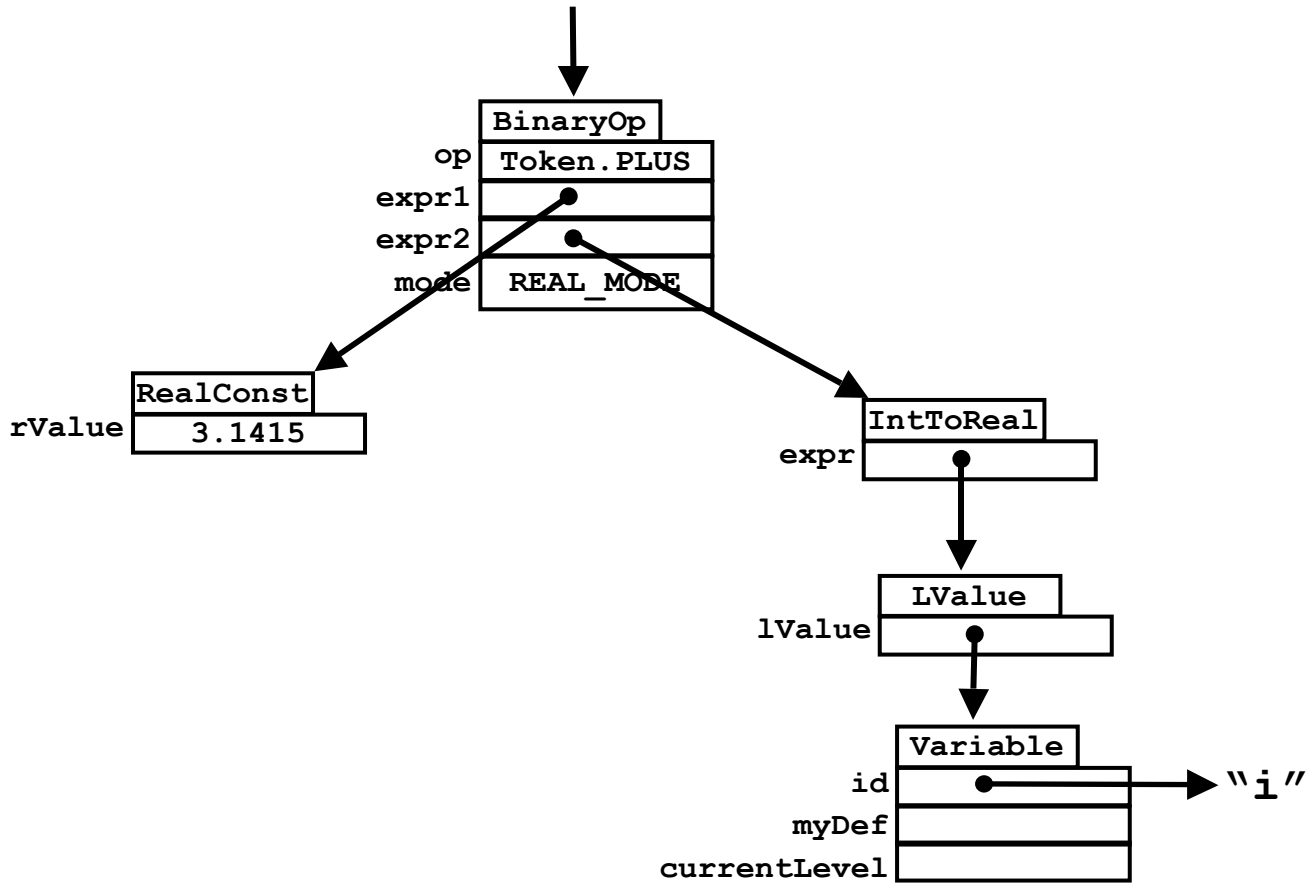 BinaryOp
op Token.PLUS
expr1
expr2
mode REAL_MODE
RealConst
rValue 3.1415
IntToReal
expr
LValue
lValue
Variable
id “i”
myDef
currentLevel